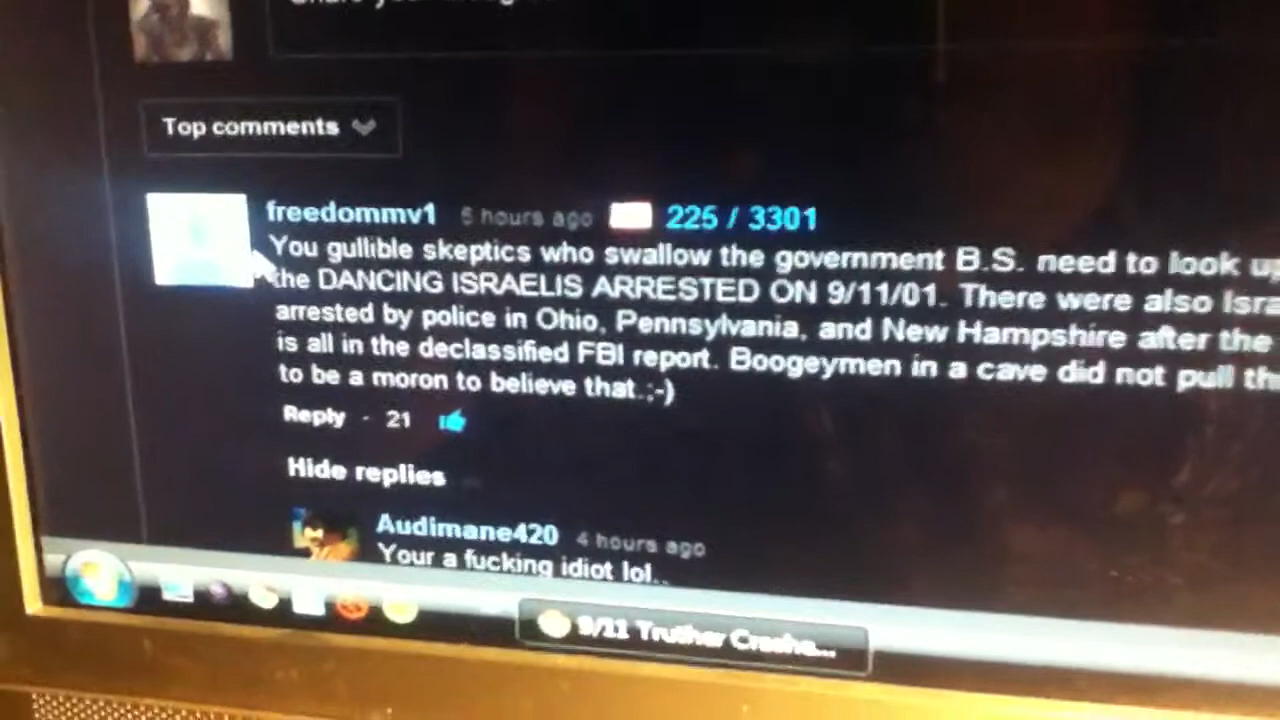 Top comments
freedommv1 6 hours ago 225 / 3301
You gullible skeptics who swallow the government B.S. need to look up
the DANCING ISRAELIS ARRESTED ON 9/11/01. There were also
arrested by police in Ohio, Pennsylvania, and New Hampshire after the
is all in the declassified FBI report. Boogeymen in a cave did not pull
to be a moron to believe that.;-)
Reply · 21
Hide replies
Audimane420 4 hours ago
Your a fucking idiot lol..
9/11 Truther Crashe...